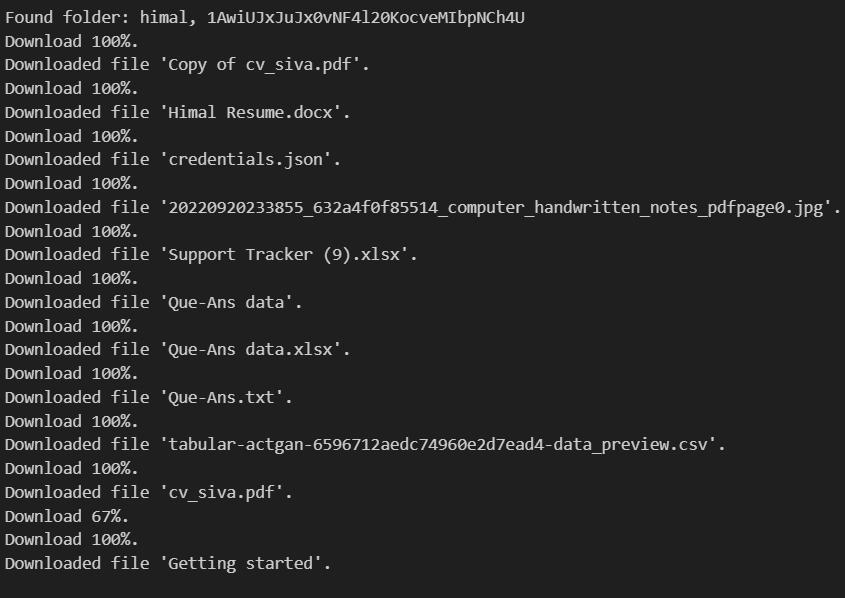 Found folder: himal, 1AwiUJxJuJx0vNF4l20KocveMIbpNCh4U
Download 100%.
Downloaded file 'Copy of cv_siva.pdf'.
Download 100%.
Downloaded file 'Himal Resume.docx'.
Download 100%.
Downloaded file 'credentials.json'.
Download 100%.
Downloaded file '20220920233855_632a4f0f85514_computer_handwritten_notes_pdfpage0.jpg'.
Download 100%.
Downloaded file 'Support Tracker (9).xlsx'.
Download 100%.
Downloaded file 'Que-Ans data'.
Download 100%.
Downloaded file 'Que-Ans data.xlsx'.
Download 100%.
Downloaded file 'Que-Ans.txt'.
Download 100%.
Downloaded file 'tabular-actgan-6596712aedc74960e2d7ead4-data_preview.csv'.
Download 100%.
Downloaded file 'cv_siva.pdf'.
Download 67%.
Download 100%.
Downloaded file 'Getting started'.